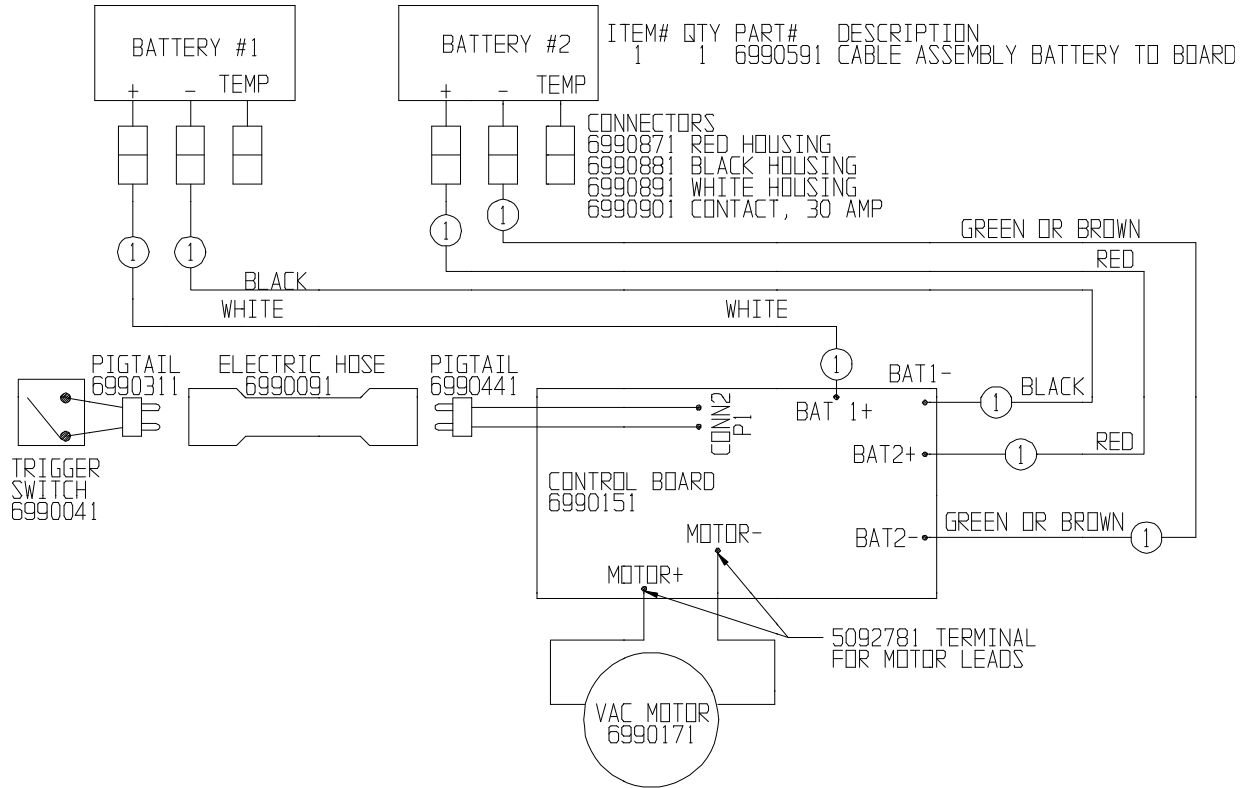 BATTERY #1
+ - TEMP
BATTERY #2
+ - TEMP
ITEM# QTY PART# DESCRIPTION
1 1 6990591 CABLE ASSEMBLY BATTERY TO BOARD
CONNECTORS
6990871 RED HOUSING
6990881 BLACK HOUSING
6990891 WHITE HOUSING
6990901 CONTACT, 30 AMP
1
1
1
1
GREEN OR BROWN
RED
BLACK
WHITE
WHITE
1
PIGTAIL
6990311
ELECTRIC HOSE
6990091
PIGTAIL
6990441
TRIGGER
SWITCH
6990041
CONN2
P1
BAT 1+
BAT1-
1
BLACK
BAT2+
1
RED
BAT2-
GREEN OR BROWN
1
CONTROL BOARD
6990151
MOTOR-
MOTOR+
5092781 TERMINAL
FOR MOTOR LEADS
VAC MOTOR
6990171